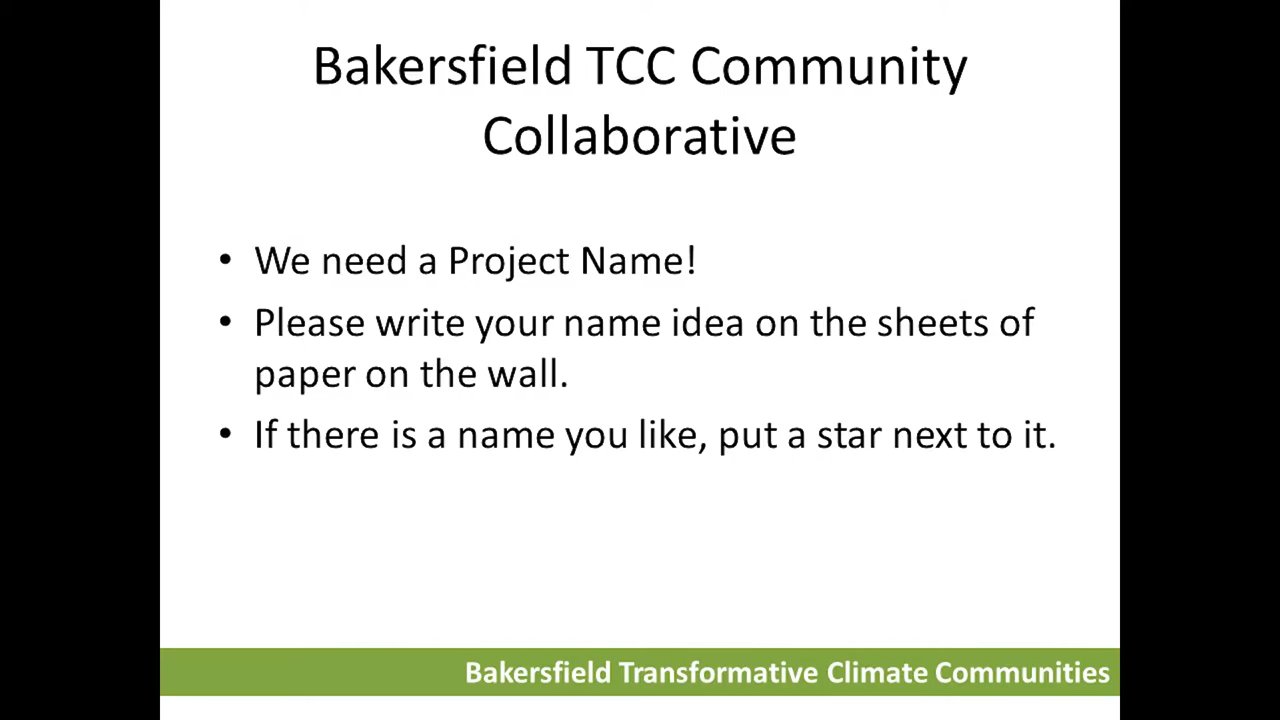 Bakersfield TCC Community
Collaborative
• We need a Project Name!
• Please write your name idea on the sheets of
paper on the wall.
• If there is a name you like, put a star next to it.
Bakersfield Transformative Climate Communities